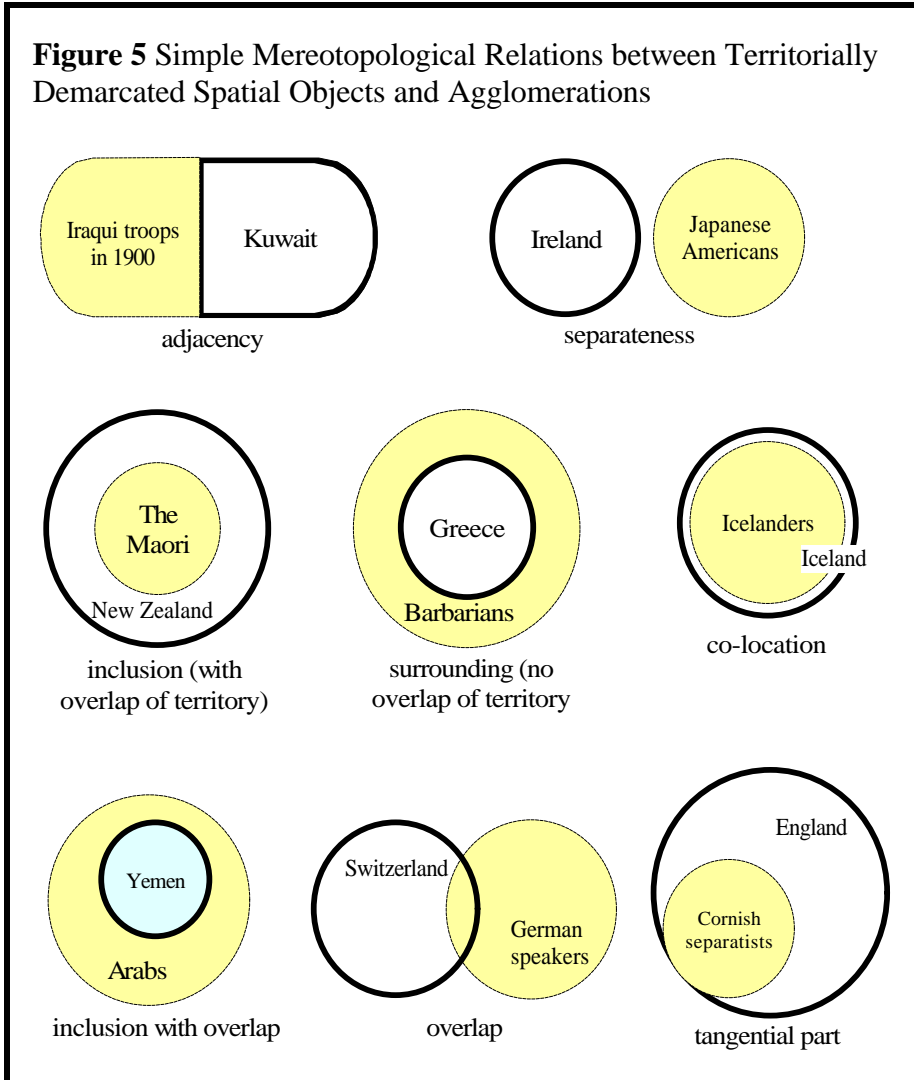 Figure 5 Simple Mereotopological Relations between Territorially
Demarcated Spatial Objects and Agglomerations
Iraqui troops
in 1900
Kuwait
adjacency
Ireland
Japanese
Americans
separateness
The
Maori
New Zealand
inclusion (with
overlap of territory)
Greece
Barbarians
surrounding (no
overlap of territory
Icelanders
Iceland
co-location
Yemen
Arabs
inclusion with overlap
Switzerland
German
speakers
overlap
England
Cornish
separatists
tangential part